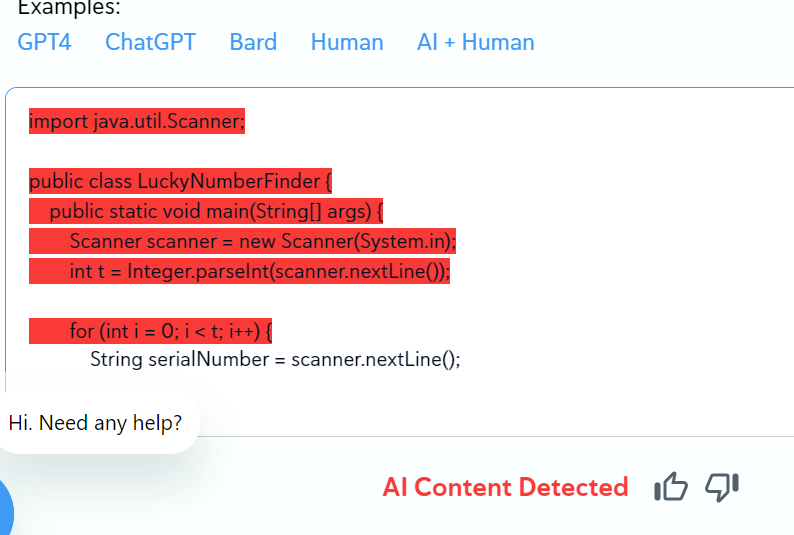 Examples:
GPT4 ChatGPT Bard Human AI + Human
import java.util.Scanner;
public class LuckyNumberFinder {
public static void main(String[] args) {
Scanner scanner = new Scanner(System.in);
int t = Integer.parseInt(scanner.nextLine());
for (int i = 0; i < t; i++) {
String serialNumber = scanner.nextLine();
Hi. Need any help?
AI Content Detected